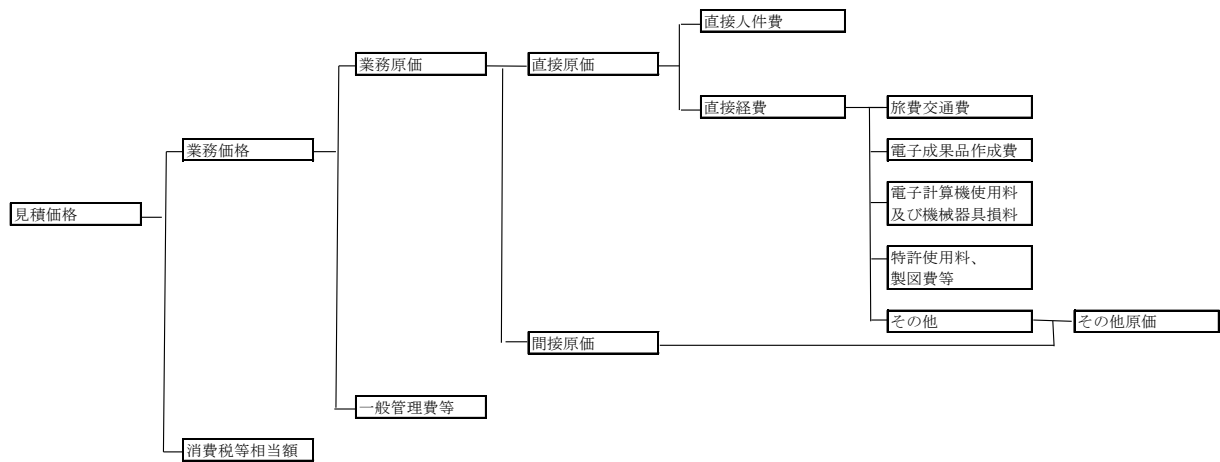 直接人件費
業務原価
直接原価
直接経費
旅費交通費
業務価格
電子成果品作成費
電子計算機使用料
及び機械器具損料
見積価格
特許使用料、
製図費等
その他
その他原価
間接原価
一般管理費等
消費税等相当額